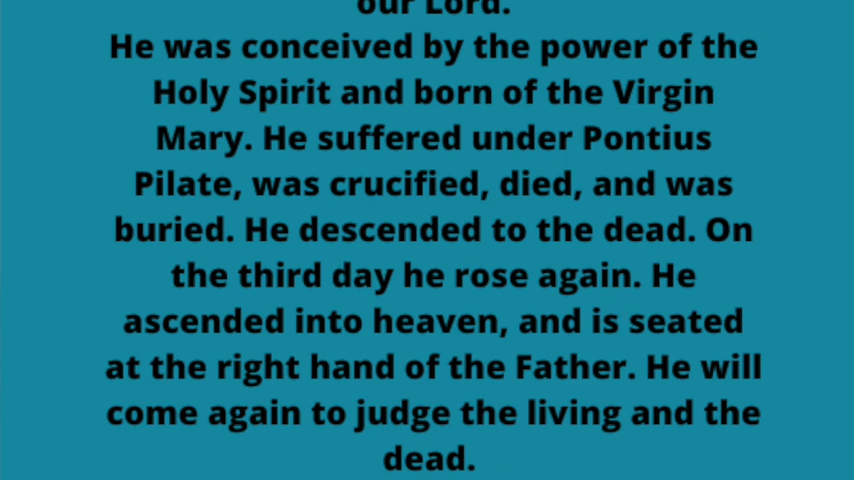 our Lord.
He was conceived by the power of the
Holy Spirit and born of the Virgin
Mary. He suffered under Pontius
Pilate, was crucified, died, and was
buried. He descended to the dead. On
the third day he rose again. He
ascended into heaven, and is seated
at the right hand of the Father. He will
come again to judge the living and the
dead.